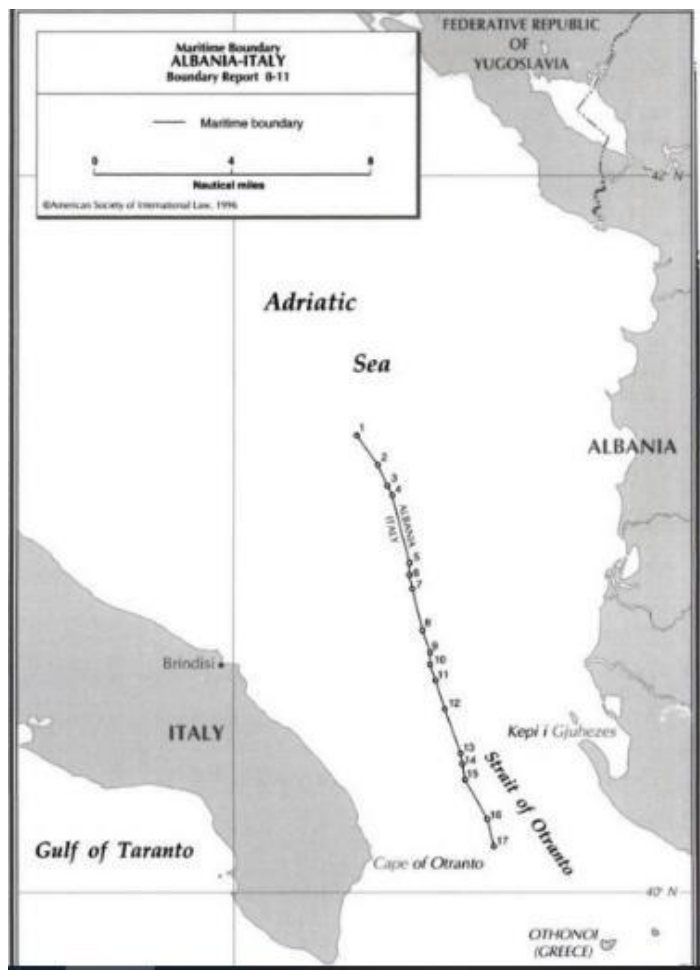 Maritime Boundary
ALBANIA-ITALY
Boundary Report 8-11
Maritime boundary
0 4 8
Nautical miles
©American Society of International Law, 1996
FEDERATIVE REPUBLIC
OF
YUGOSLAVIA
42° N
Adriatic
Sea
1
2
3
4
ALBANIA
ALBANIA
ITALY
5
6
7
8
9
10
11
12
13
14
15
16
17
Brindisi
ITALY
Kepi i Gjuhezes
Strait of Otranto
Gulf of Taranto
Cape of Otranto
40° N
OTHONOI
(GREECE)